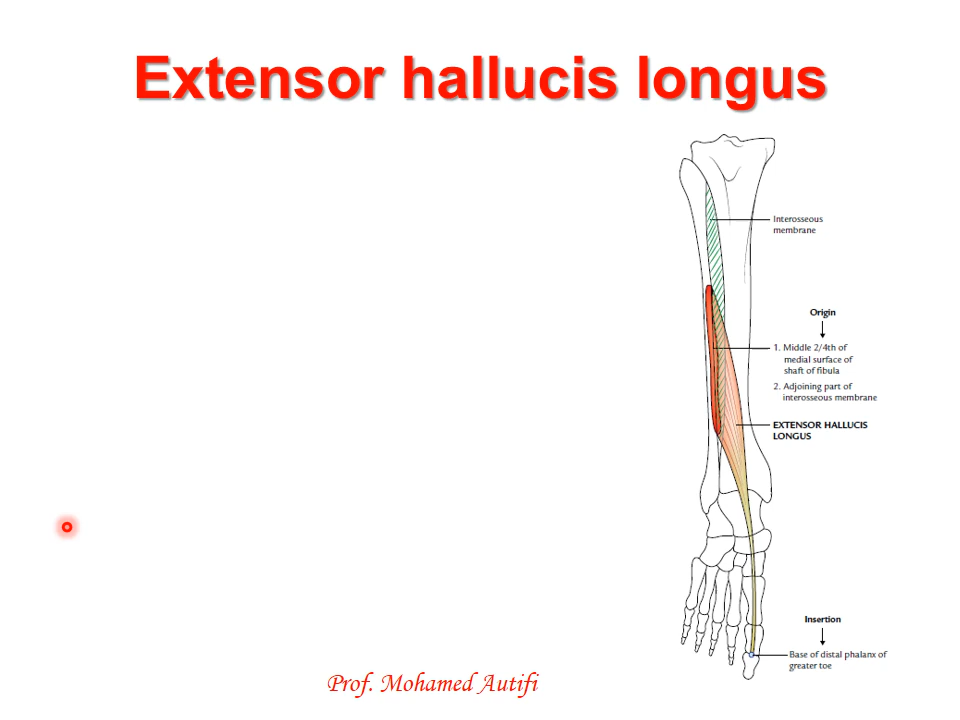 Extensor hallucis longus
Interosseous
membrane
Origin
1. Middle 2/4th of
medial surface of
shaft of fibula
2. Adjoining part of
interosseous membrane
EXTENSOR HALLUCIS
LONGUS
Insertion
Base of distal phalanx of
greater toe
Prof. Mohamed Autifi